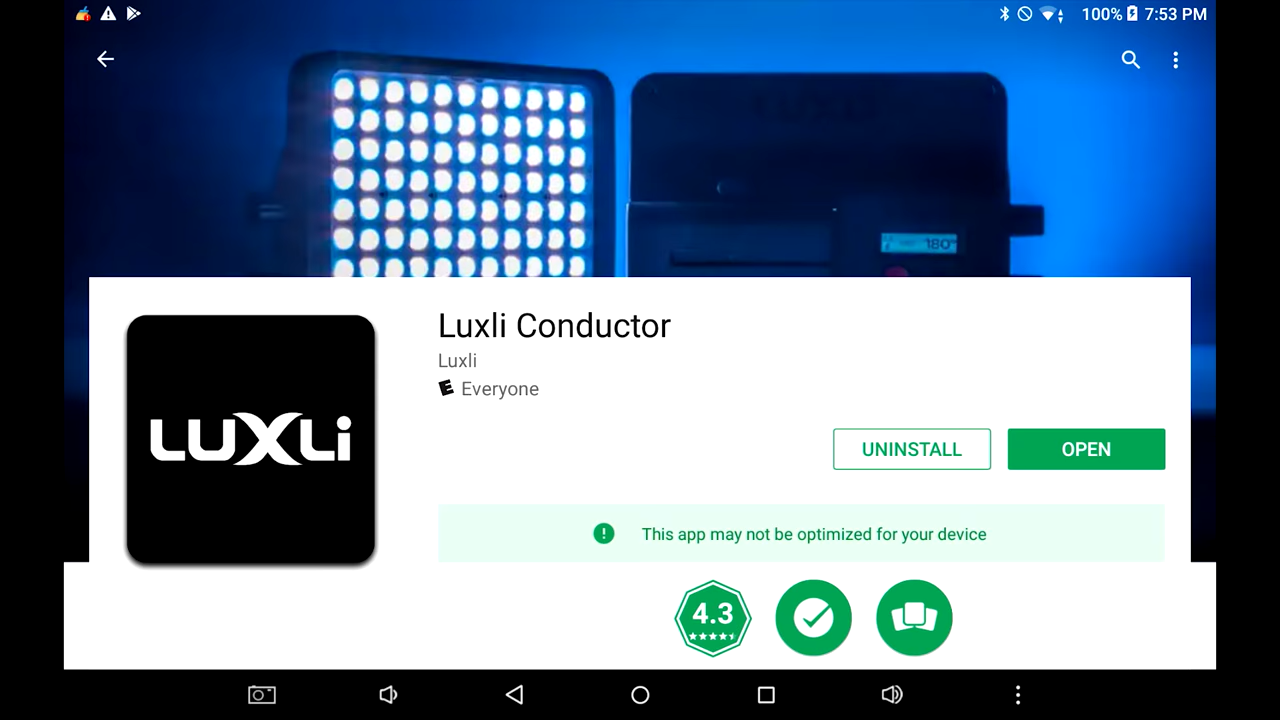 100% 7:53 PM
180°
Luxli Conductor
Luxli
E Everyone
LUXLi
UNINSTALL
OPEN
This app may not be optimized for your device
4.3